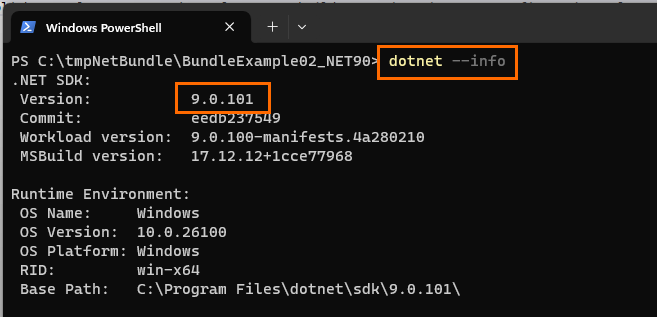 Windows PowerShell
PS C:\tmpNetBundle\BundleExample02_NET90> dotnet --info
.NET SDK:
 Version:           9.0.101
 Commit:            eedb237549
 Workload version:  9.0.100-manifests.4a280210
 MSBuild version:   17.12.12+1cce77968

Runtime Environment:
 OS Name:     Windows
 OS Version:  10.0.26100
 OS Platform: Windows
 RID:         win-x64
 Base Path:   C:\Program Files\dotnet\sdk\9.0.101\